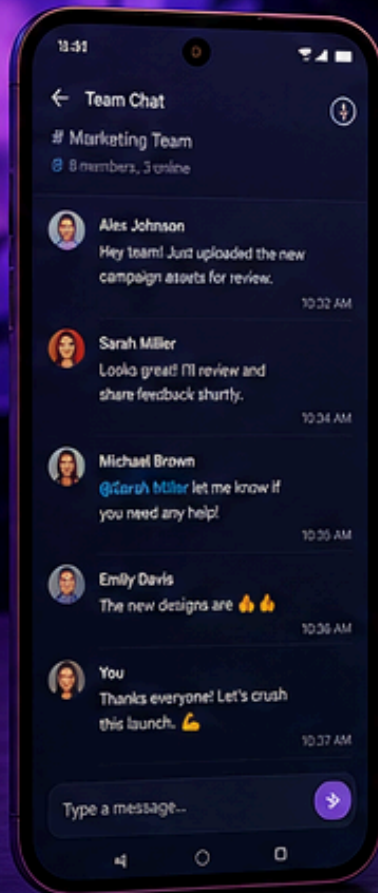 ← Team Chat
# Marketing Team
8 members, 3 online
Alex Johnson
Hey team! Just uploaded the new
campaign assets for review.
10:32 AM
Sarah Miller
Looks great! I'll review and
share feedback shortly.
10:34 AM
Michael Brown
let me know if
you need any help!
10:35 AM
Emily Davis
The new designs are 👍 👍
10:36 AM
You
Thanks everyone! Let's crush
this launch. 💪
10:37 AM
Type a message...